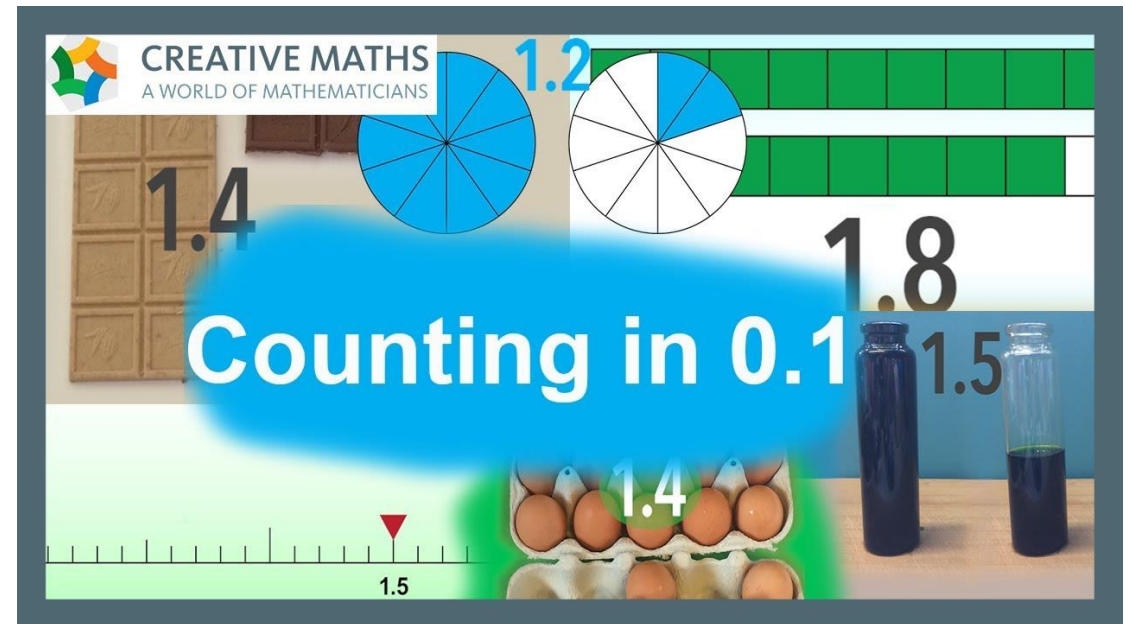 CREATIVE MATHS
A WORLD OF MATHEMATICIANS
1.2
1.4
1.8
Counting in 0.1
1.5
1.4
1.5